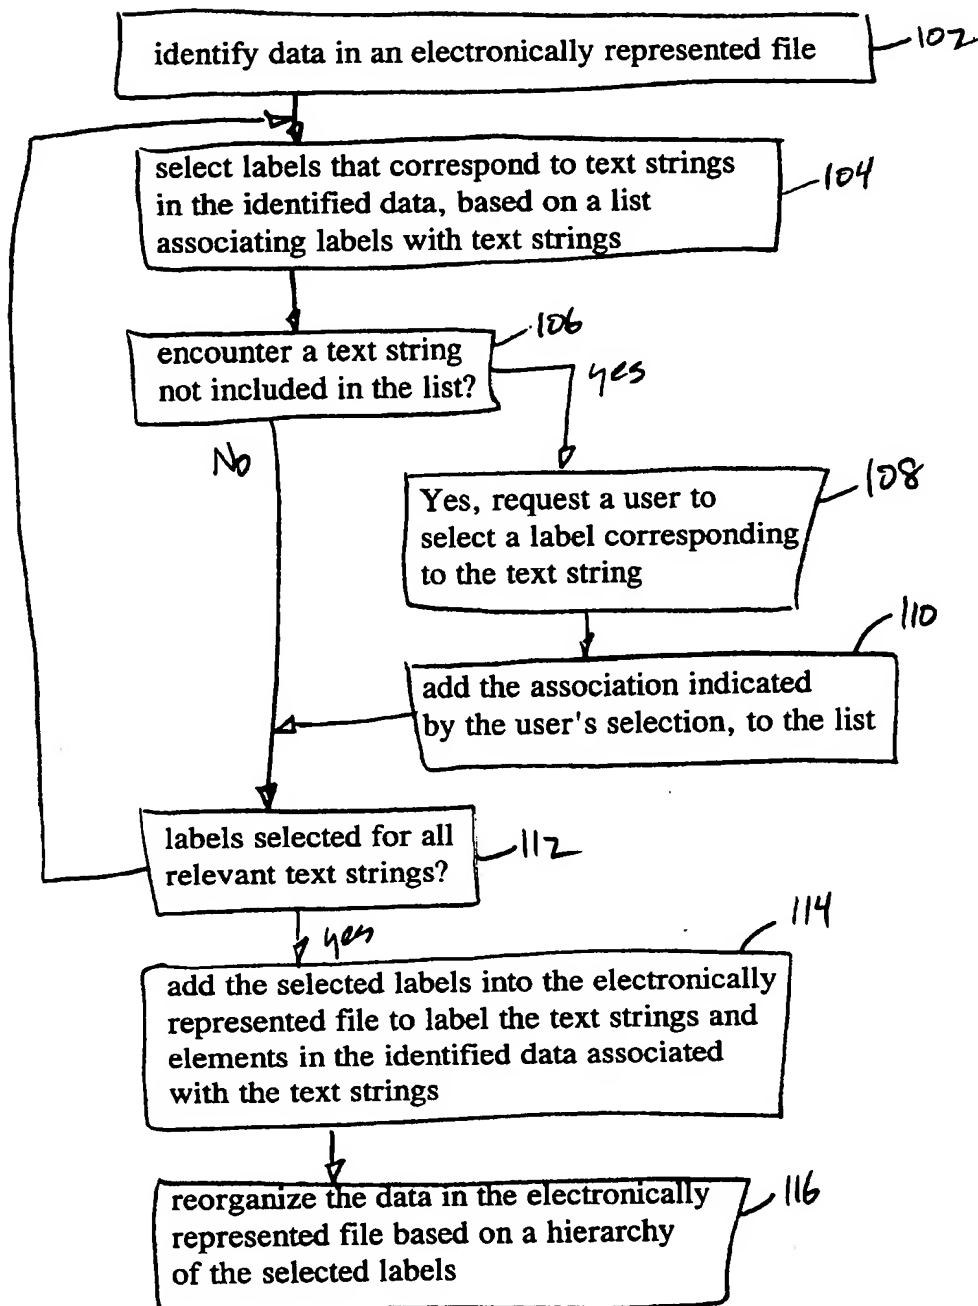 identify data in an electronically represented file
102
select labels that correspond to text strings
in the identified data, based on a list
associating labels with text strings
104
encounter a text string
not included in the list?
106
yes
No
Yes, request a user to
select a label corresponding
to the text string
108
add the association indicated
by the user's selection, to the list
110
labels selected for all
relevant text strings?
112
yes
add the selected labels into the electronically
represented file to label the text strings and
elements in the identified data associated
with the text strings
114
reorganize the data in the electronically
represented file based on a hierarchy
of the selected labels
116